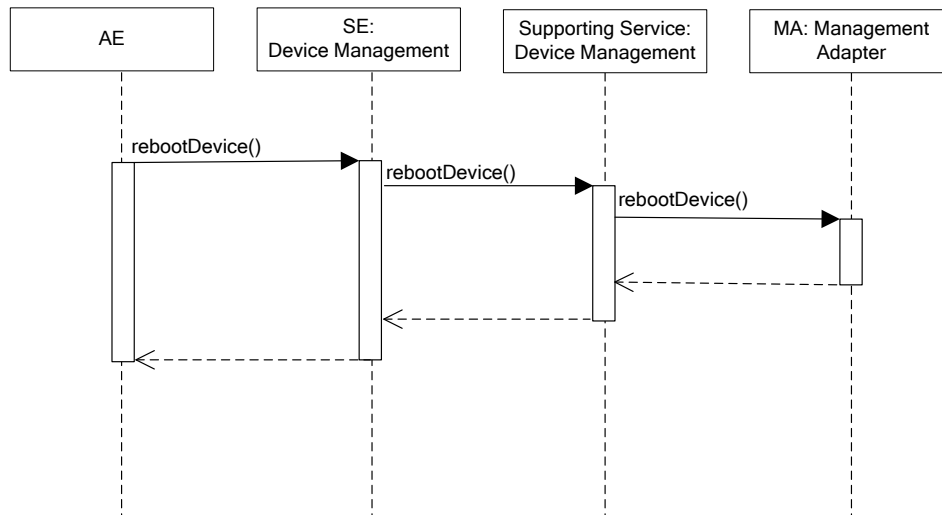 AE
SE:
Device Management
Supporting Service:
Device Management
MA: Management
Adapter
rebootDevice()
rebootDevice()
rebootDevice()